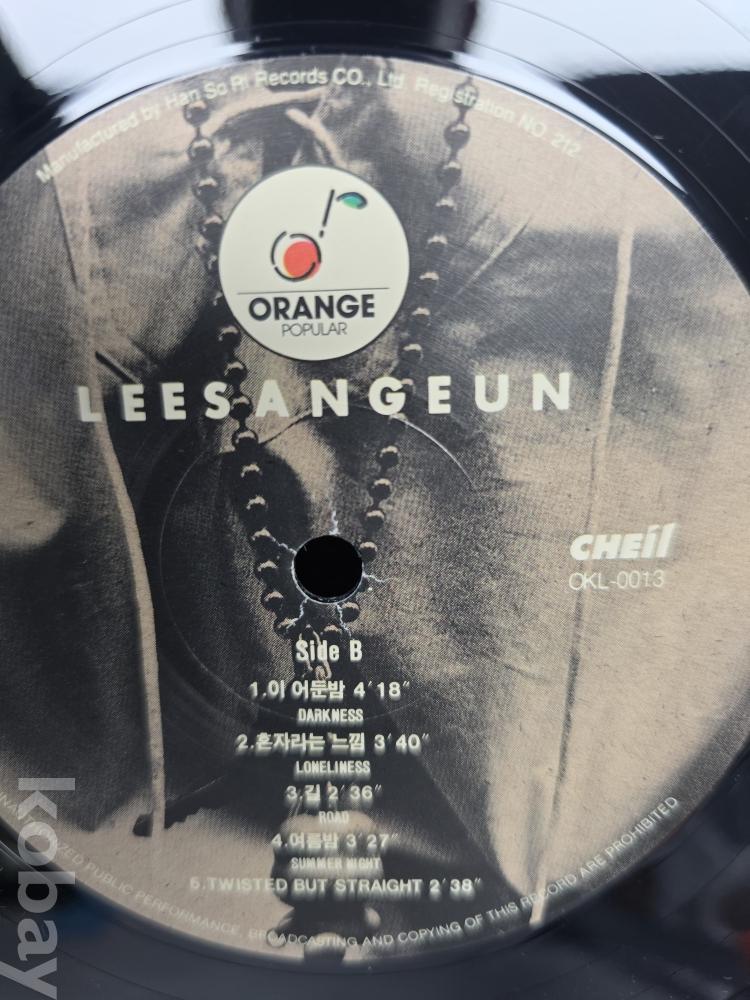 Manufactured by Han So Ri Records CO., Ltd. Registration NO. 212
ORANGE
POPULAR
LEESANGEUN
CHEil
OKL-0013
Side B
1.이 어둔밤 4'18"
DARKNESS
2.혼자라는 느낌 3'40"
LONELINESS
3.길 2'36"
ROAD
4.여름밤 3'27"
SUMMER NIGHT
5.TWISTED BUT STRAIGHT 2'38"
PUBLIC PERFORMANCE, BROADCASTING AND COPYING OF THIS RECORD ARE PROHIBITED
kobay